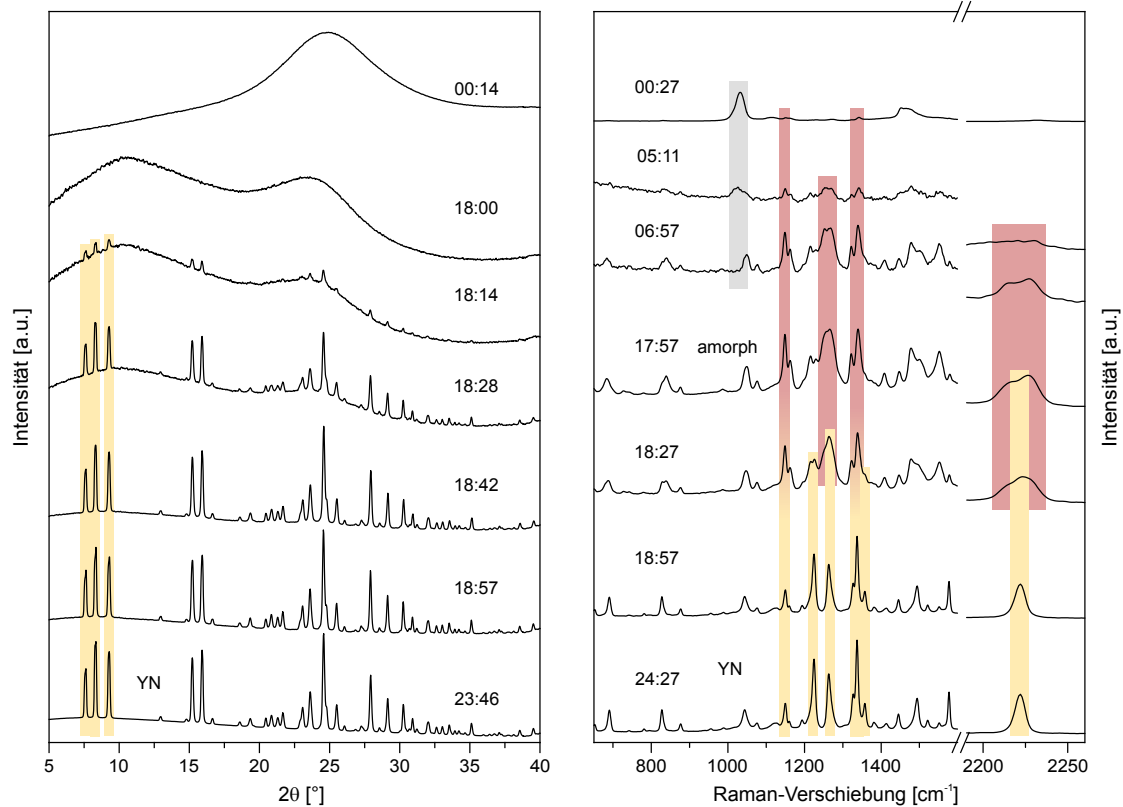 00:14
18:00
18:14
18:28
18:42
18:57
YN
23:46
5 10 15 20 25 30 35 40
2θ [°]
Intensität [a.u.]
00:27
05:11
06:57
17:57
amorph
18:27
18:57
YN
24:27
800 1000 1200 1400 2200 2250
Raman-Verschiebung [cm⁻¹]
Intensität [a.u.]